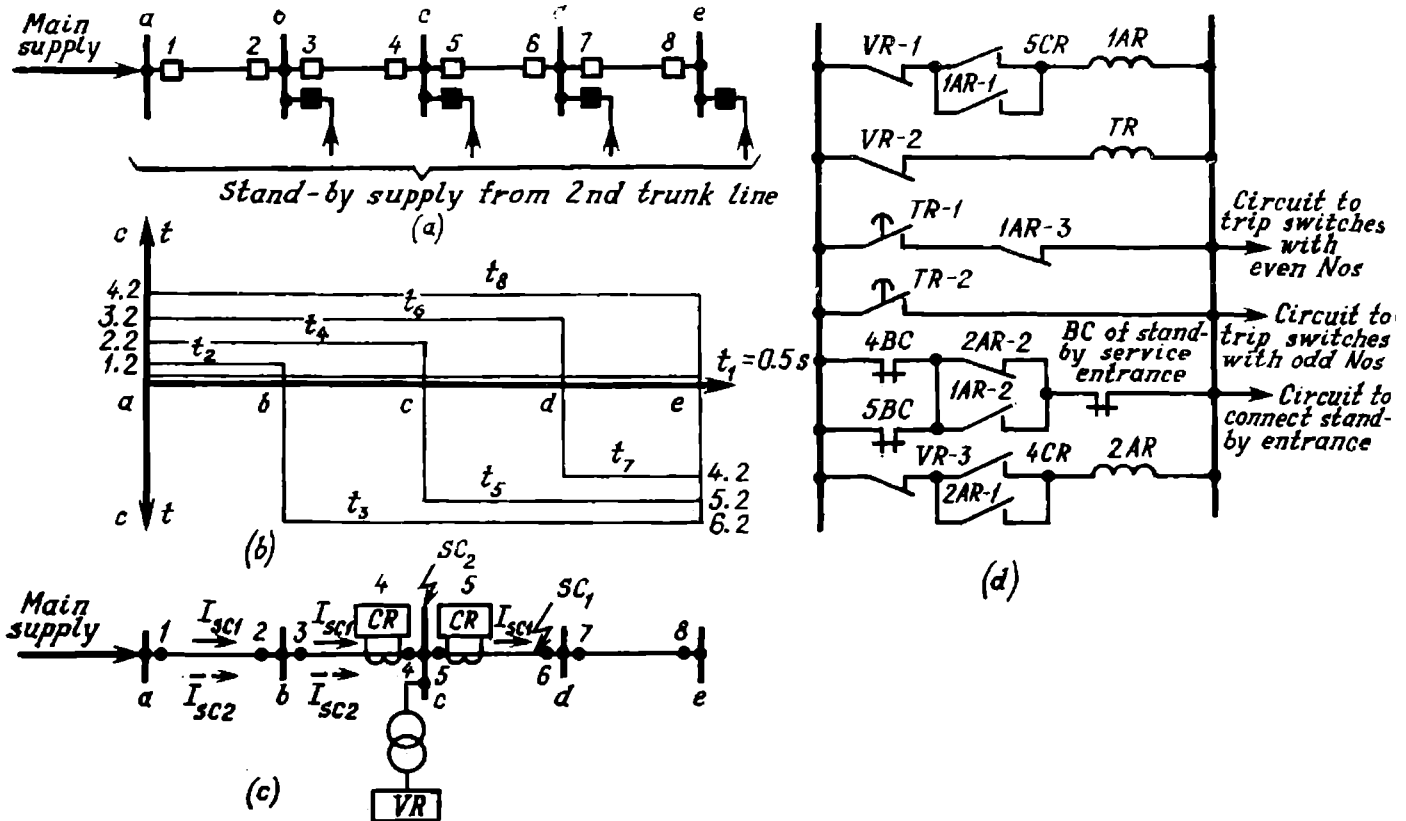 Main supply
a b c d e
1 2 3 4 5 6 7 8
Stand-by supply from 2nd trunk line
(a)
c t
4.2 t₈
3.2 t₆
2.2 t₄
1.2 t₂
t₁ = 0.5 s
a b c d e
t₇ 4.2
t₅ 5.2
t₃ 6.2
c t
(b)
SC₂
4 5
SC₁
Main supply
1 I_SC1 2 3 I_SC1 CR CR I_SC1 7 8
4 5 6
a I_SC2 b I_SC2 c d e
VR
(c)
VR-1 5CR 1AR
1AR-1
VR-2 TR
TR-1 1AR-3
Circuit to trip switches with even Nos
TR-2
Circuit to trip switches with odd Nos
4BC 2AR-2
BC of stand-by service entrance
1AR-2
5BC
Circuit to connect stand-by entrance
VR-3 4CR 2AR
2AR-1
(d)